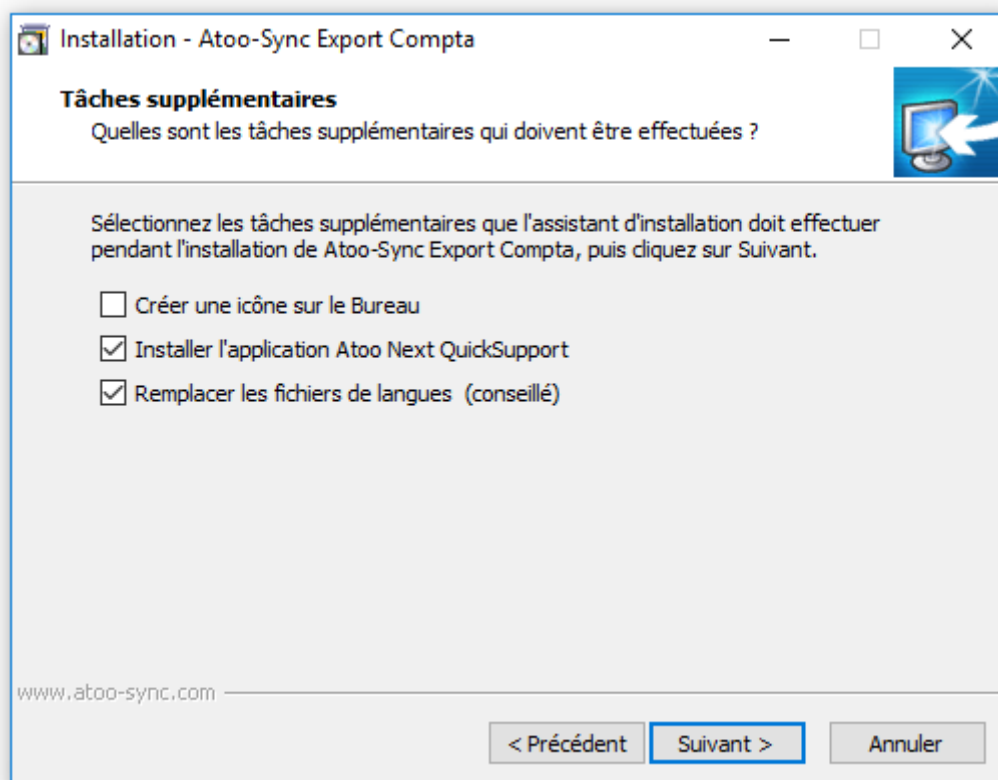 Installation - Atoo-Sync Export Compta
Tâches supplémentaires
Quelles sont les tâches supplémentaires qui doivent être effectuées ?
Sélectionnez les tâches supplémentaires que l'assistant d'installation doit effectuer
pendant l'installation de Atoo-Sync Export Compta, puis cliquez sur Suivant.
Créer une icône sur le Bureau
Installer l'application Atoo Next QuickSupport
Remplacer les fichiers de langues  (conseillé)
www.atoo-sync.com
< Précédent
Suivant >
Annuler